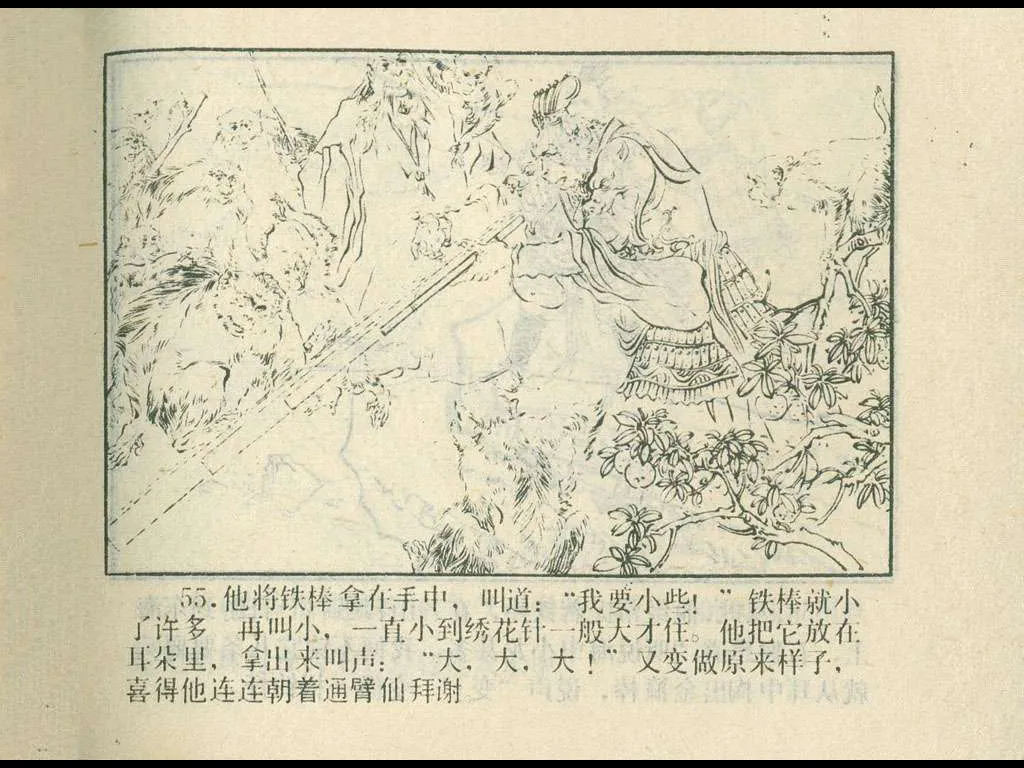 55.他将铁棒拿在手中，叫道：“我要小些！”铁棒就小
了许多 再叫小，一直小到绣花针一般大才住。他把它放在
耳朵里，拿出来叫声：“大，大，大！”又变做原来样子，
喜得他连连朝着通臂仙拜谢